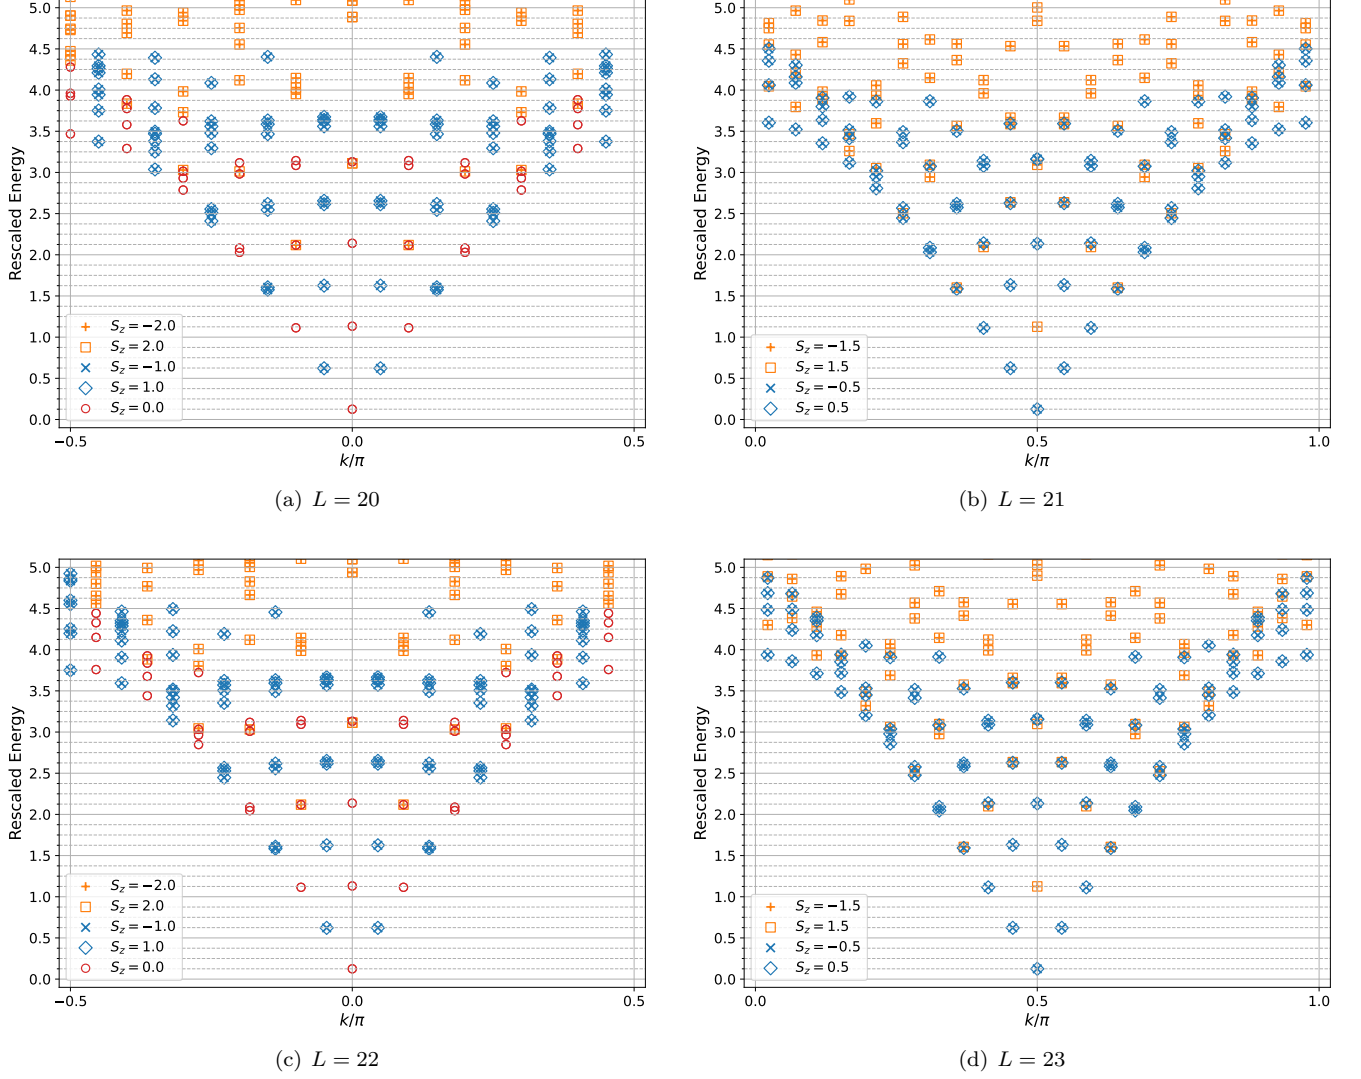 5.0
4.5
4.0
3.5
3.0
2.5
2.0
1.5
1.0
0.5
0.0
Rescaled Energy
S_z = −2.0
S_z = 2.0
S_z = −1.0
S_z = 1.0
S_z = 0.0
−0.5 0.0 0.5
k/π
(a) L = 20
5.0
4.5
4.0
3.5
3.0
2.5
2.0
1.5
1.0
0.5
0.0
Rescaled Energy
S_z = −1.5
S_z = 1.5
S_z = −0.5
S_z = 0.5
0.0 0.5 1.0
k/π
(b) L = 21
5.0
4.5
4.0
3.5
3.0
2.5
2.0
1.5
1.0
0.5
0.0
Rescaled Energy
S_z = −2.0
S_z = 2.0
S_z = −1.0
S_z = 1.0
S_z = 0.0
−0.5 0.0 0.5
k/π
(c) L = 22
5.0
4.5
4.0
3.5
3.0
2.5
2.0
1.5
1.0
0.5
0.0
Rescaled Energy
S_z = −1.5
S_z = 1.5
S_z = −0.5
S_z = 0.5
0.0 0.5 1.0
k/π
(d) L = 23